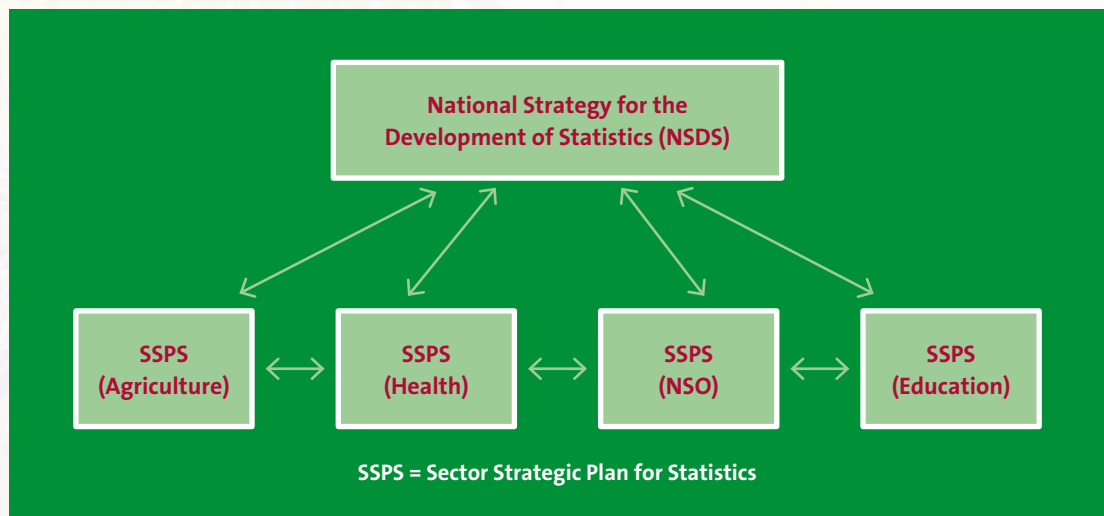 National Strategy for the
Development of Statistics (NSDS)
SSPS
(Agriculture)
SSPS
(Health)
SSPS
(NSO)
SSPS
(Education)
SSPS = Sector Strategic Plan for Statistics